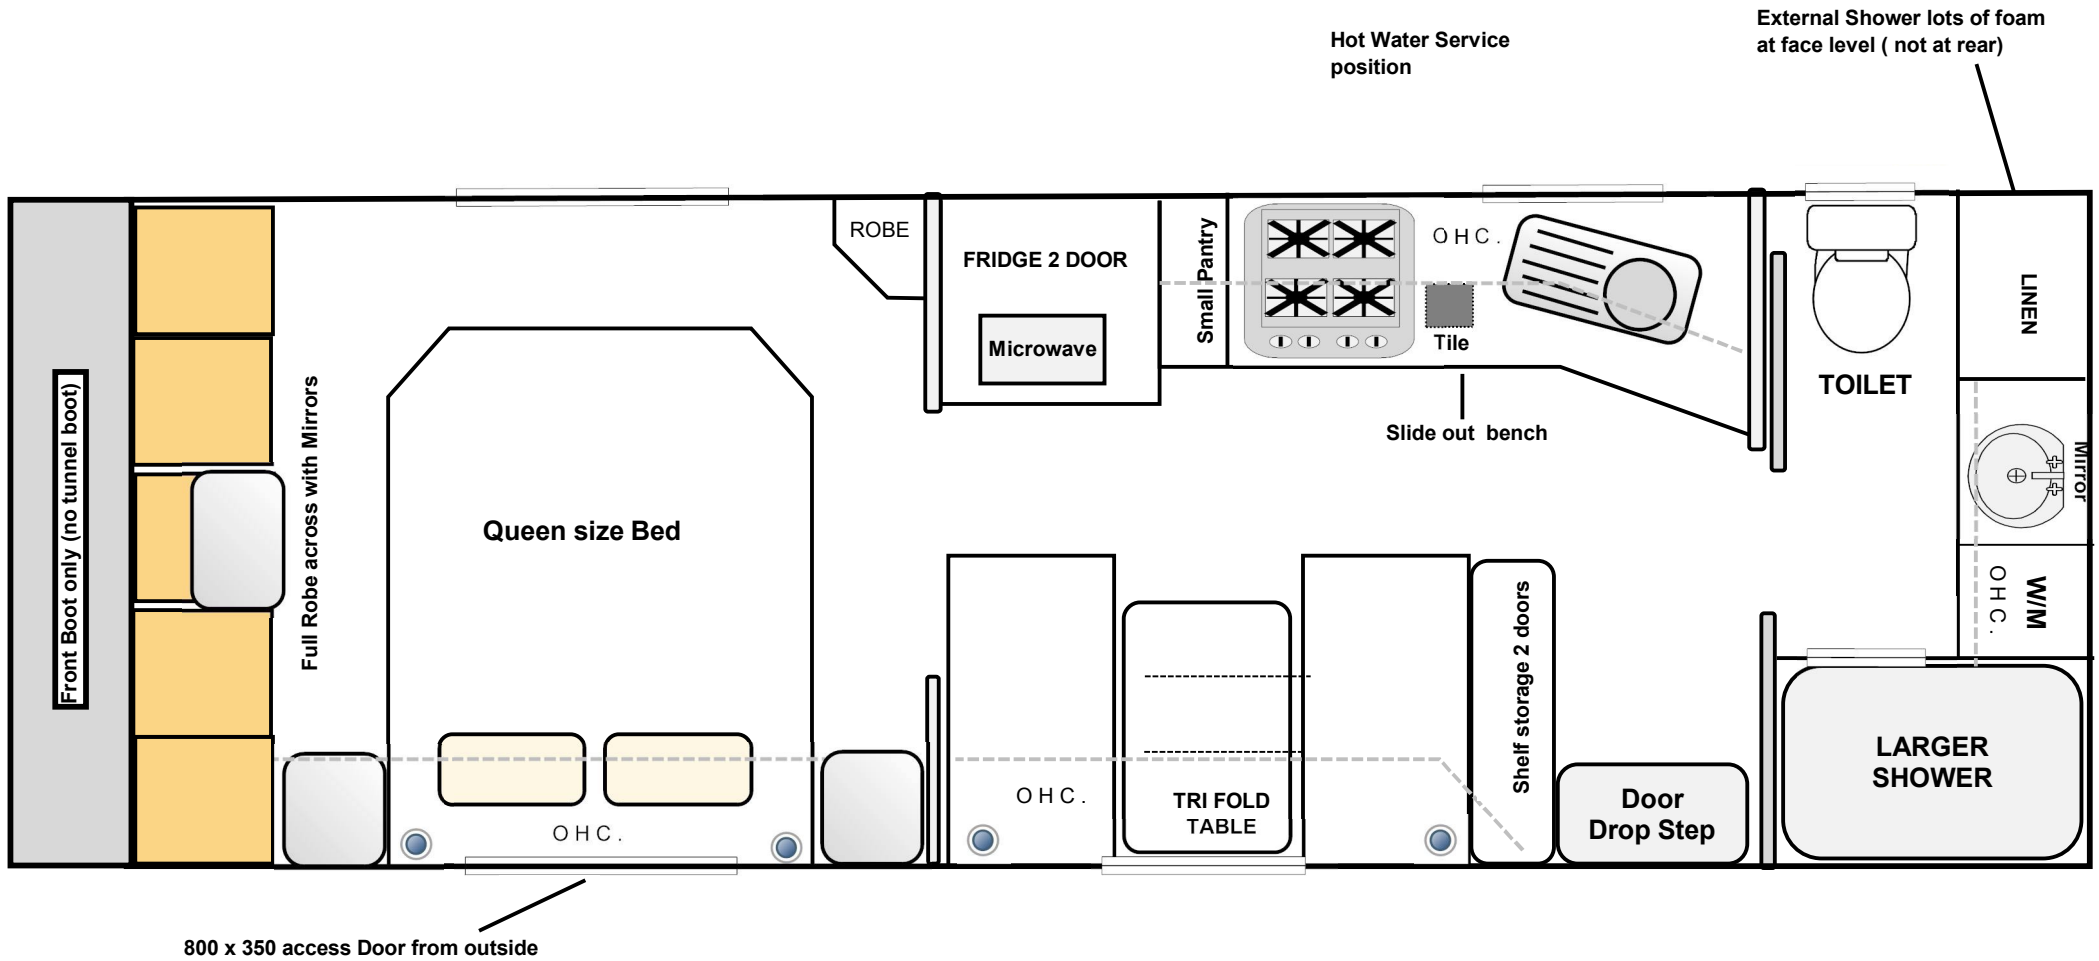 External Shower lots of foam
at face level ( not at rear)
Hot Water Service
position
ROBE
FRIDGE 2 DOOR
Microwave
Small Pantry
OHC.
Tile
Slide out bench
TOILET
LINEN
Mirror
OHC.
W/M
Front Boot only (no tunnel boot)
Full Robe across with Mirrors
Queen size Bed
OHC.
OHC.
TRI FOLD
TABLE
Shelf storage 2 doors
Door
Drop Step
LARGER
SHOWER
800 x 350 access Door from outside